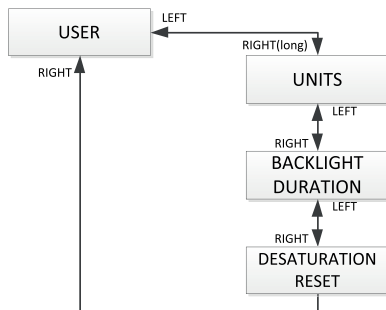 USER
LEFT
RIGHT(long)
RIGHT
UNITS
LEFT
RIGHT
BACKLIGHT
DURATION
LEFT
RIGHT
DESATURATION
RESET